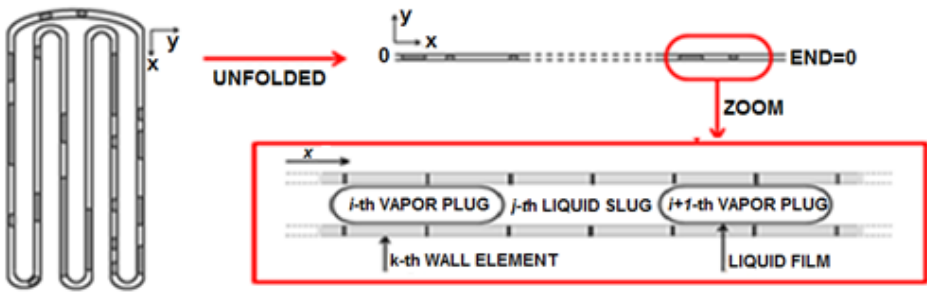 y
x
UNFOLDED
y
x
0
END=0
ZOOM
x
i-th VAPOR PLUG
j-th LIQUID SLUG
i+1-th VAPOR PLUG
k-th WALL ELEMENT
LIQUID FILM